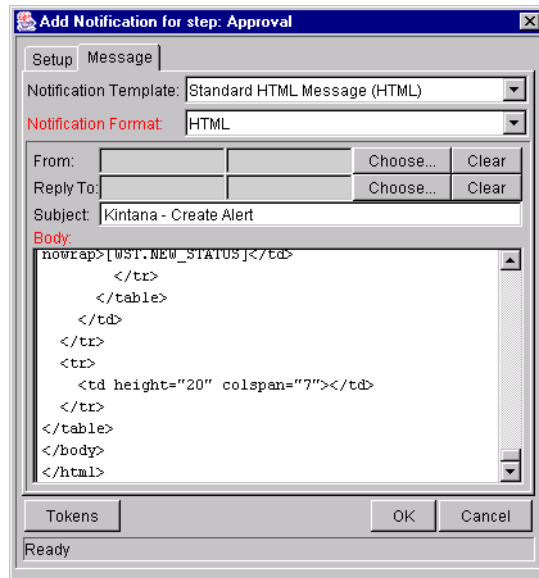 Add Notification for step: Approval
Setup Message
Notification Template: Standard HTML Message (HTML)
Notification Format: HTML
From: Choose... Clear
Reply To: Choose... Clear
Subject: Kintana - Create Alert
Body:
nowrap>[WST.NEW_STATUS]</td>
</tr>
</table>
</td>
</tr>
<tr>
<td height="20" colspan="7"></td>
</tr>
</table>
</body>
</html>
Tokens OK Cancel
Ready